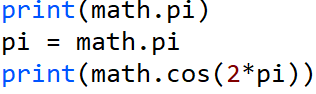 print(math.pi)
pi = math.pi
print(math.cos(2*pi))